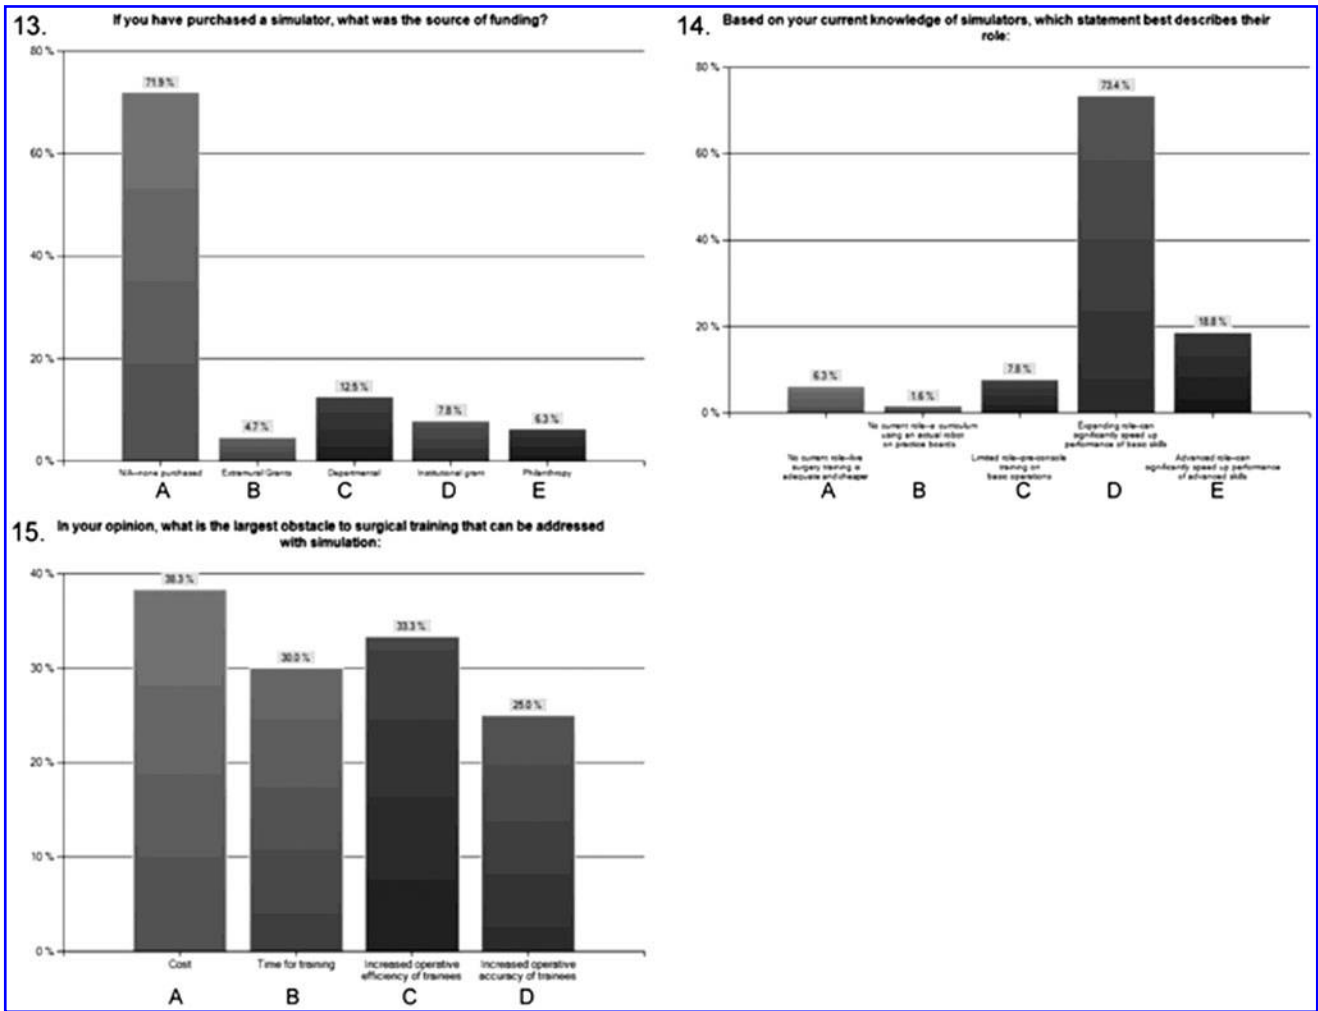 13.
If you have purchased a simulator, what was the source of funding?
80 %
60 %
40 %
20 %
0 %
71.9 %
4.7 %
12.5 %
7.8 %
6.3 %
N/A--none purchased
Extramural Grants
Departmental
Institutional grant
Philanthropy
A
B
C
D
E
14.
Based on your current knowledge of simulators, which statement best describes their
role:
80 %
60 %
40 %
20 %
0 %
6.3 %
1.6 %
7.8 %
73.4 %
18.8 %
No current role--live
surgery training is
adequate and cheaper
No current role--a curriculum
using an actual robot
on practice boards
Limited role--pre-console
training on
basic operations
Expanding role--can
significantly speed up
performance of basic skills
Advanced role--can
significantly speed up performance
of advanced skills
A
B
C
D
E
15.
In your opinion, what is the largest obstacle to surgical training that can be addressed
with simulation:
40 %
30 %
20 %
10 %
0 %
38.3 %
30.0 %
33.3 %
25.0 %
Cost
Time for training
Increased operative
efficiency of trainees
Increased operative
accuracy of trainees
A
B
C
D